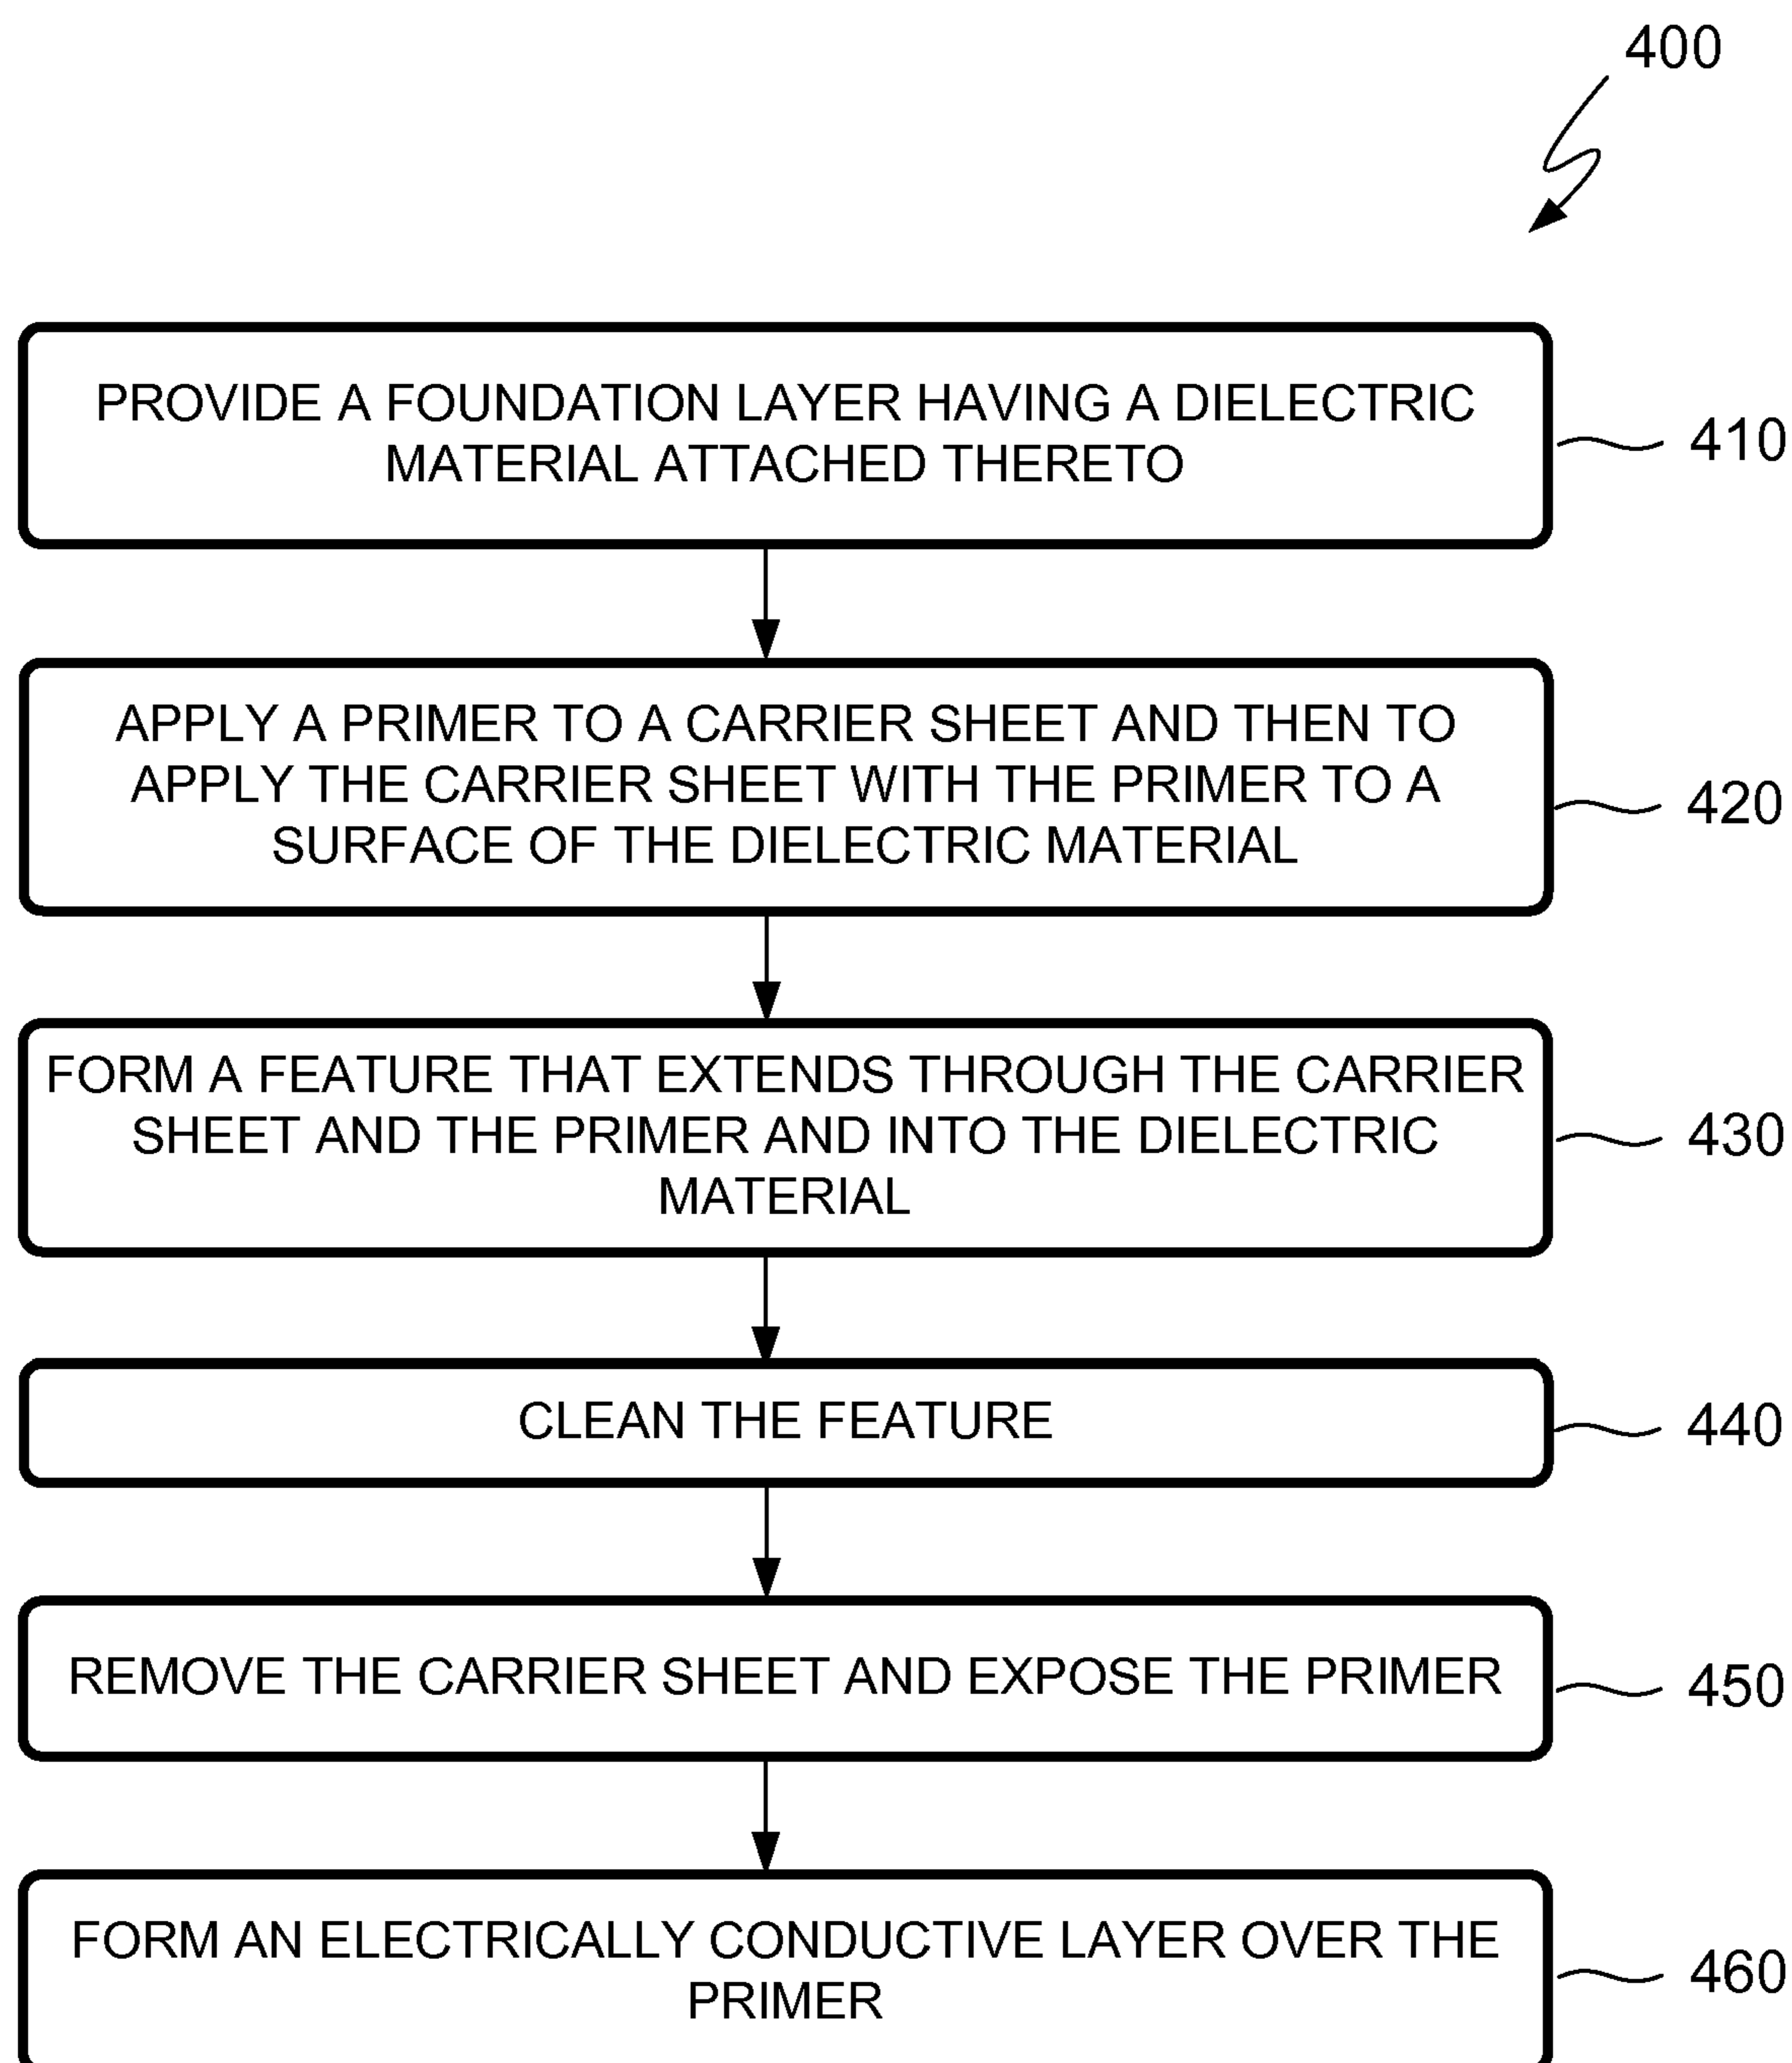 400
PROVIDE A FOUNDATION LAYER HAVING A DIELECTRIC
MATERIAL ATTACHED THERETO
410
APPLY A PRIMER TO A CARRIER SHEET AND THEN TO
APPLY THE CARRIER SHEET WITH THE PRIMER TO A
SURFACE OF THE DIELECTRIC MATERIAL
420
FORM A FEATURE THAT EXTENDS THROUGH THE CARRIER
SHEET AND THE PRIMER AND INTO THE DIELECTRIC
MATERIAL
430
CLEAN THE FEATURE
440
REMOVE THE CARRIER SHEET AND EXPOSE THE PRIMER
450
FORM AN ELECTRICALLY CONDUCTIVE LAYER OVER THE
PRIMER
460